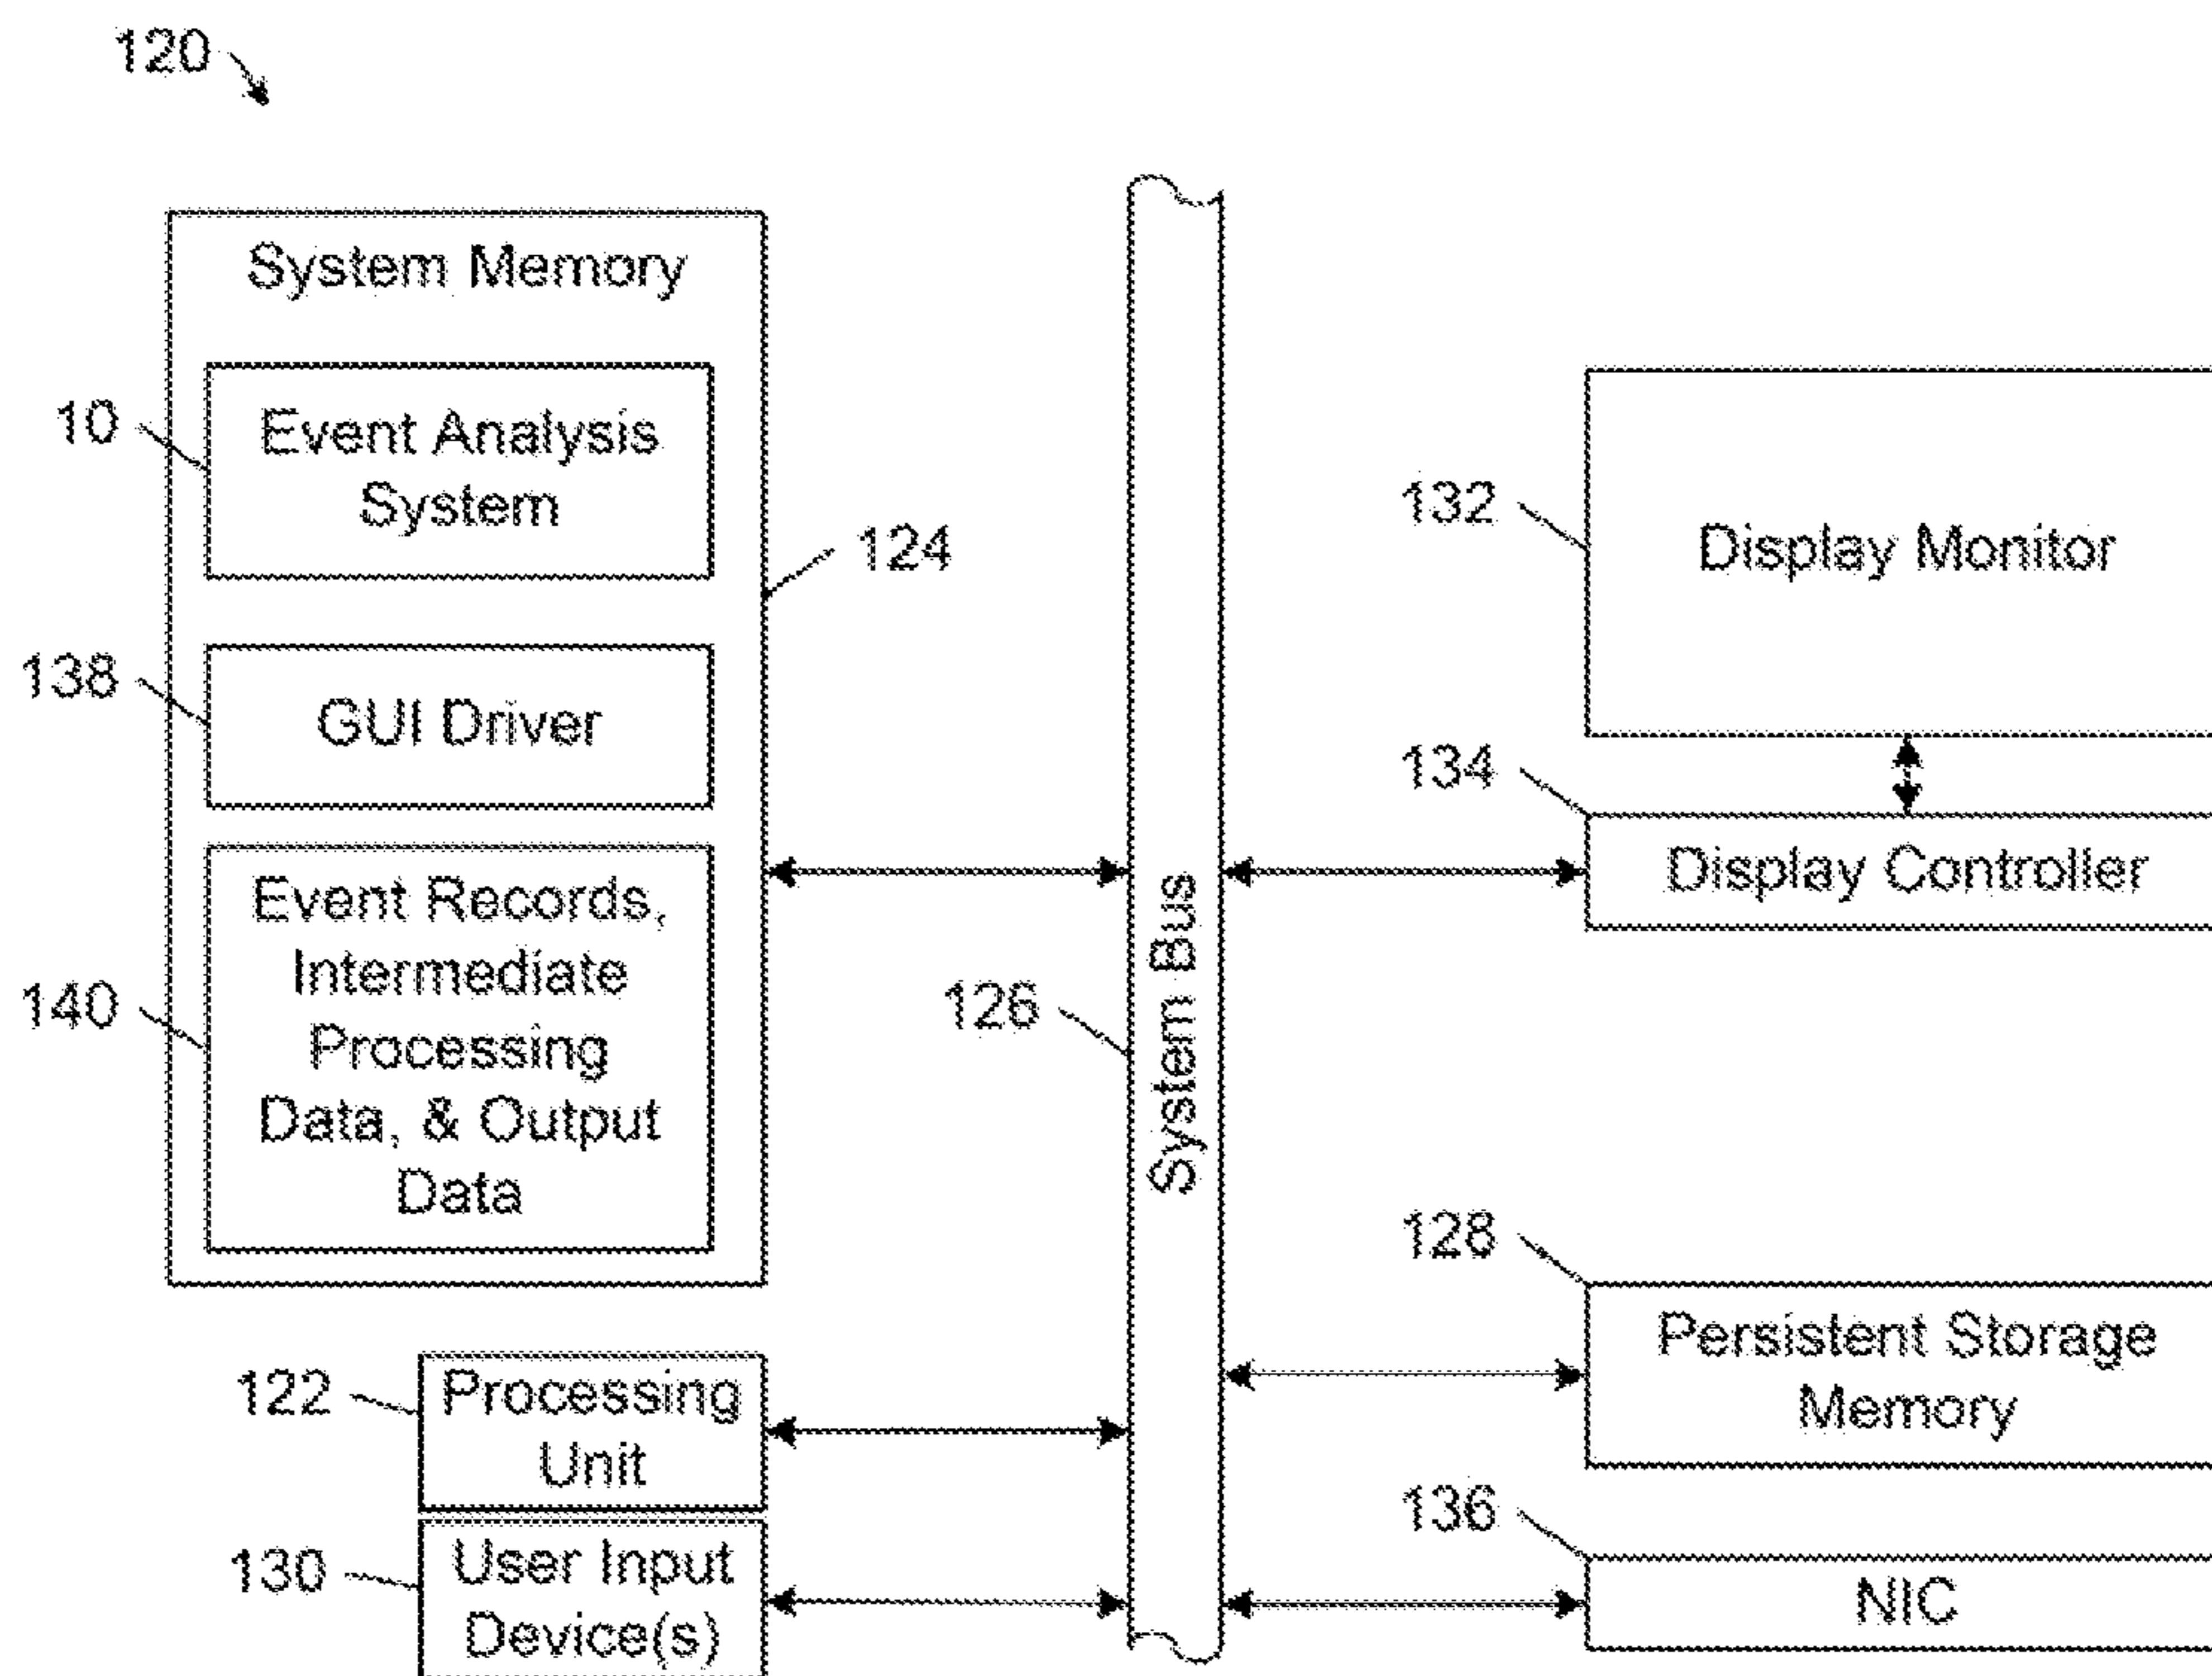 120
System Memory
10
Event Analysis
System
124
138
GUI Driver
140
Event Records,
Intermediate
Processing
Data, & Output
Data
122
Processing
Unit
130
User Input
Device(s)
126
System Bus
132
Display Monitor
134
Display Controller
128
Persistent Storage
Memory
136
NIC